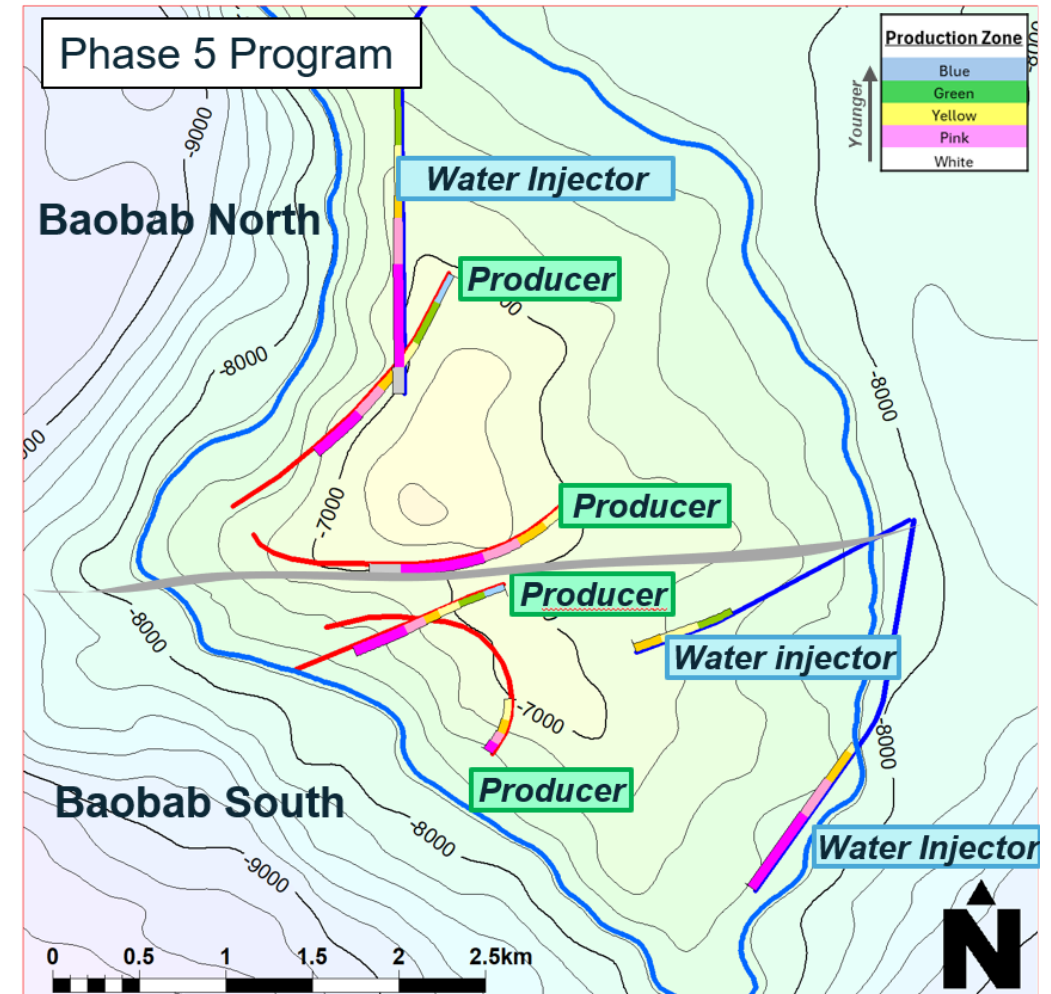 Phase 5 Program
Production Zone
Blue
Green
Yellow
Pink
White
Younger
-9000
Water Injector
Baobab North
Producer
-8000
-8000
-7000
Producer
Producer
-8000
Water injector
-7000
-8000
Producer
Baobab South
-8000
Water Injector
-9000
N
0 0.5 1 1.5 2 2.5km